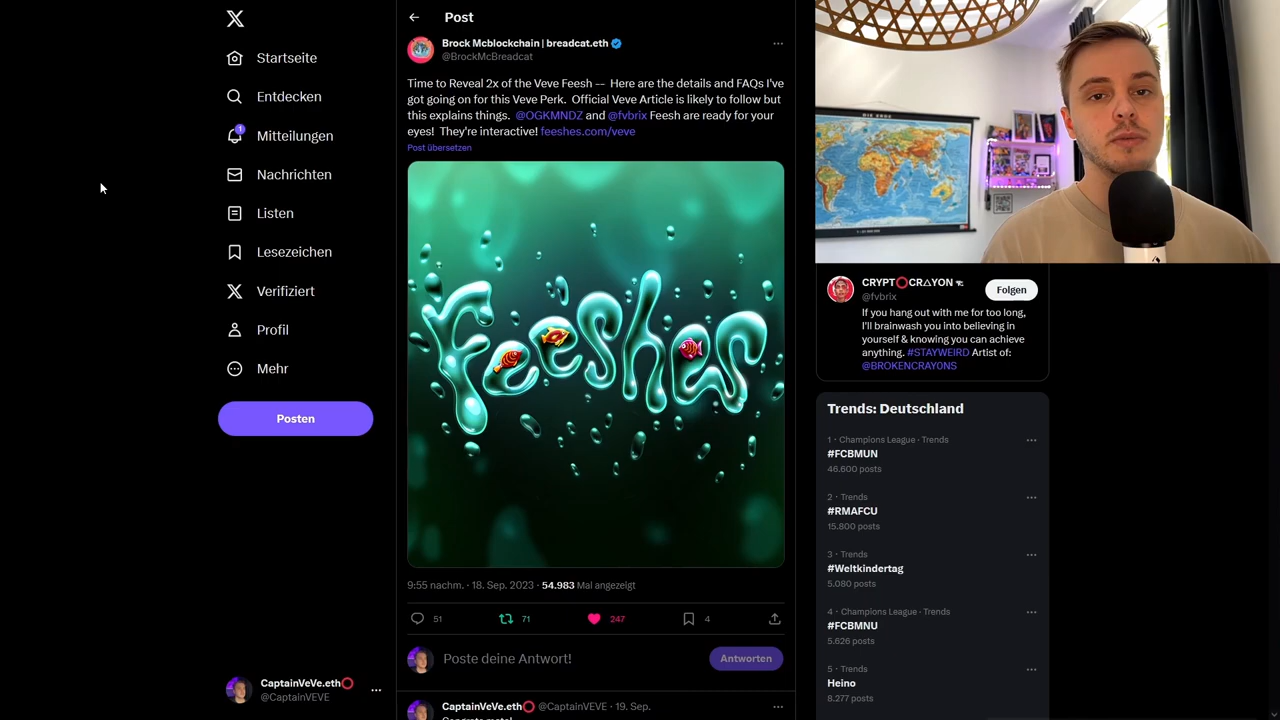 Post
Startseite
Entdecken
1
Mitteilungen
Nachrichten
Listen
Lesezeichen
Verifiziert
Profil
Mehr
Posten
CaptainVeVe.eth⭕
@CaptainVEVE
Brock Mcblockchain | breadcat.eth
@BrockMcBreadcat
Time to Reveal 2x of the Veve Feesh -- Here are the details and FAQs I've
got going on for this Veve Perk. Official Veve Article is likely to follow but
this explains things. @OGKMNDZ and @fvbrix Feesh are ready for your
eyes! They're interactive! feeshes.com/veve
Post übersetzen
feeshes
9:55 nachm. · 18. Sep. 2023 · 54.983 Mal angezeigt
51 71 247 4
Poste deine Antwort!
Antworten
CaptainVeVe.eth⭕ @CaptainVEVE · 19. Sep.
CRYPT⭕CR△YON
@fvbrix
Folgen
If you hang out with me for too long,
I'll brainwash you into believing in
yourself & knowing you can achieve
anything. #STAYWEIRD Artist of:
@BROKENCRAY0NS
Trends: Deutschland
1 · Champions League · Trends
#FCBMUN
46.600 posts
2 · Trends
#RMAFCU
15.800 posts
3 · Trends
#Weltkindertag
5.080 posts
4 · Champions League · Trends
#FCBMNU
5.626 posts
5 · Trends
Heino
8.277 posts